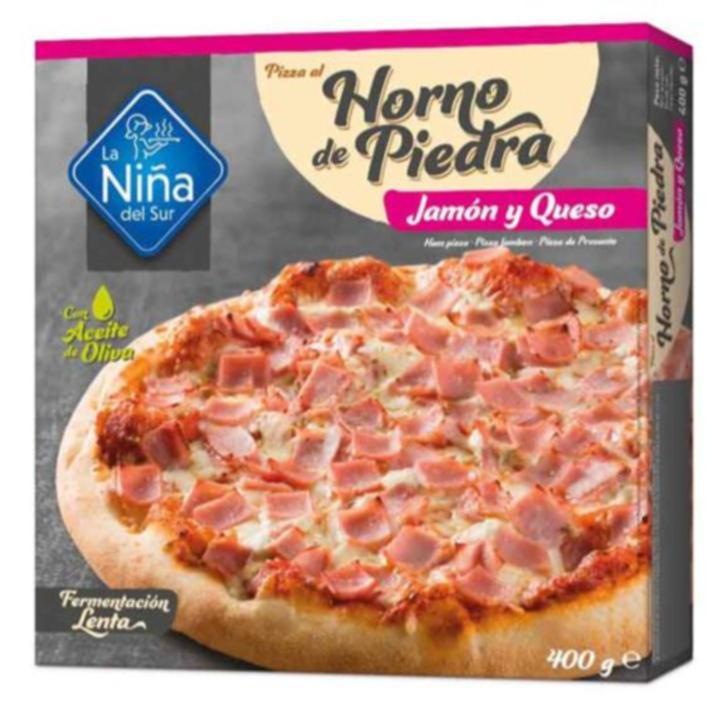 La
Niña
del Sur
Pizza al
Horno
de Piedra
Jamón y Queso
Ham pizza · Pizza Jambon · Pizza de Presunto
Con
Aceite
de Oliva
Fermentación
Lenta
400 g e
Horno de Piedra
Jamón y Queso
400 g e